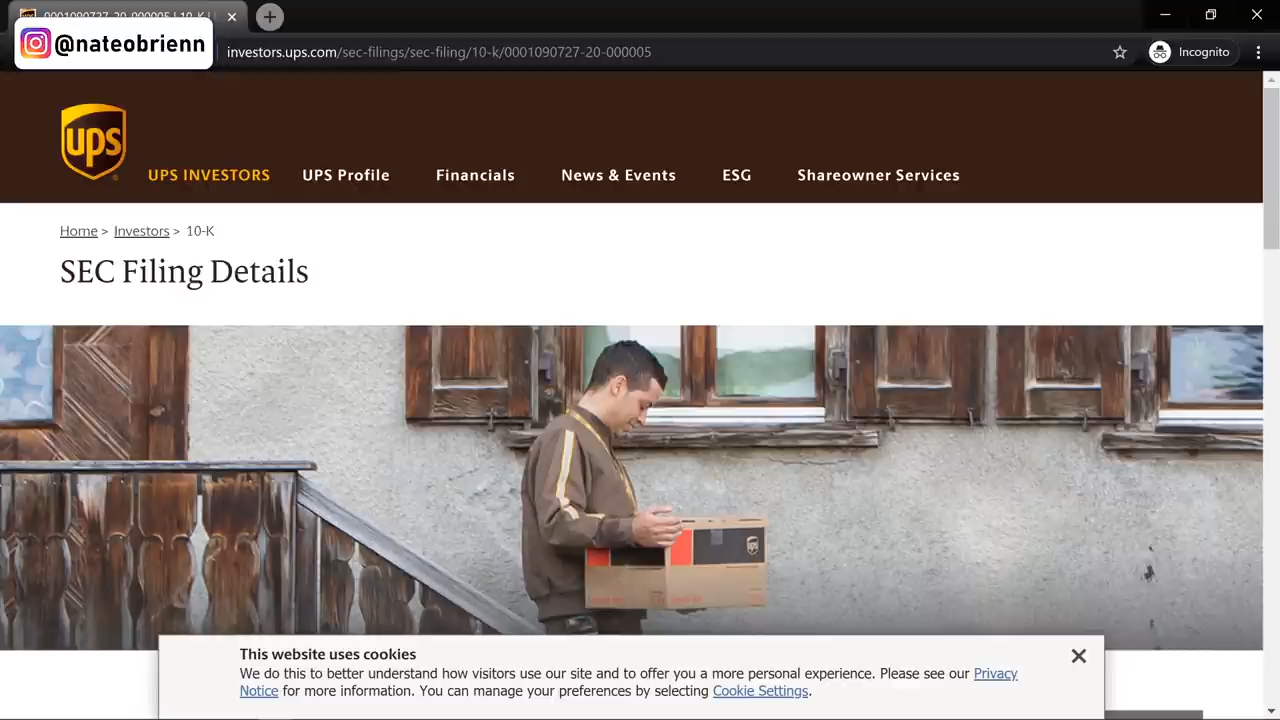 0001090727-20-000005 | 10-K |
@nateobrienn
investors.ups.com/sec-filings/sec-filing/10-k/0001090727-20-000005
Incognito
ups
UPS INVESTORS
UPS Profile
Financials
News & Events
ESG
Shareowner Services
Home > Investors > 10-K
SEC Filing Details
This website uses cookies
We do this to better understand how visitors use our site and to offer you a more personal experience. Please see our Privacy
Notice for more information. You can manage your preferences by selecting Cookie Settings.